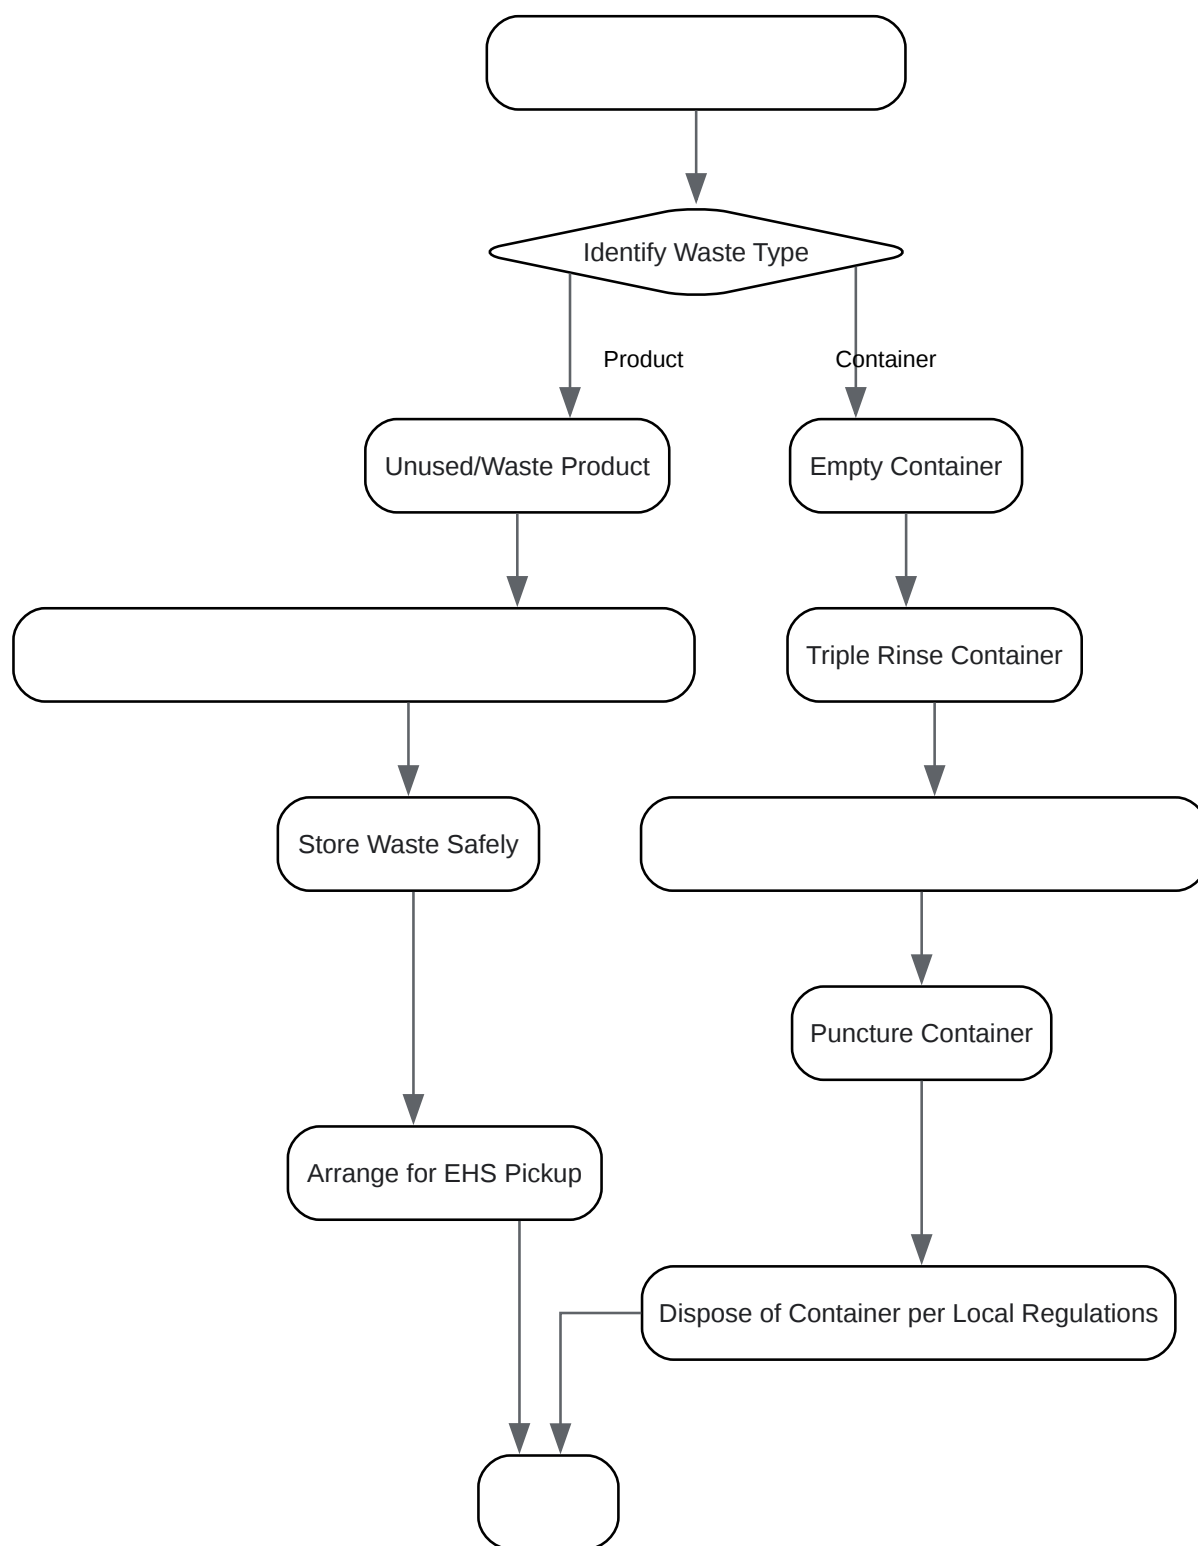 Identify Waste Type
Product
Container
Unused/Waste Product
Empty Container
Triple Rinse Container
Store Waste Safely
Puncture Container
Arrange for EHS Pickup
Dispose of Container per Local Regulations